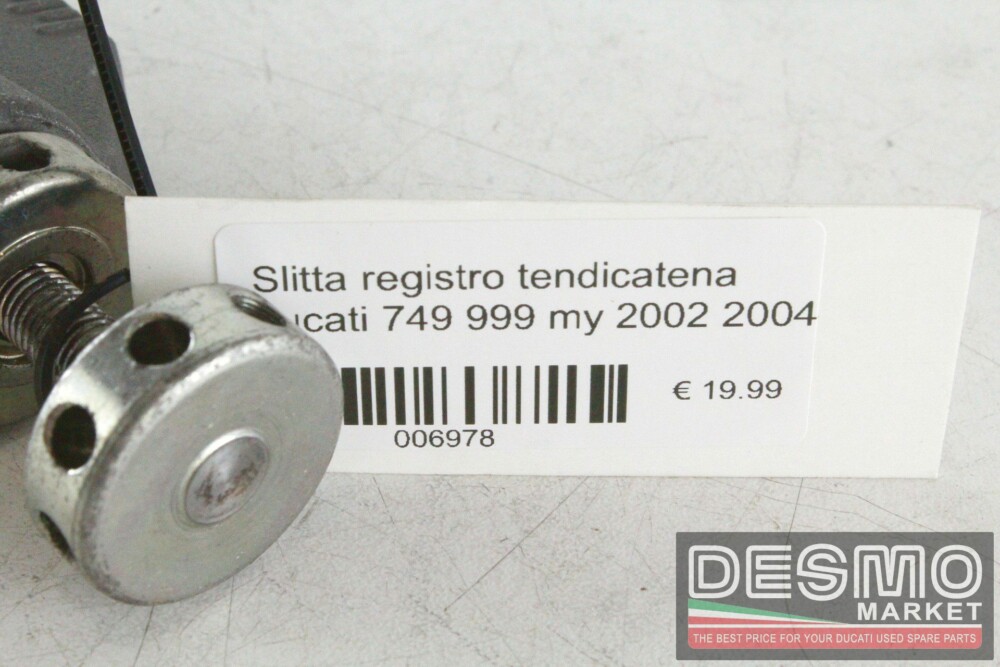 Slitta registro tendicatena
ucati 749 999 my 2002 2004
€ 19.99
006978
DESMO
MARKET
THE BEST PRICE FOR YOUR DUCATI USED SPARE PARTS